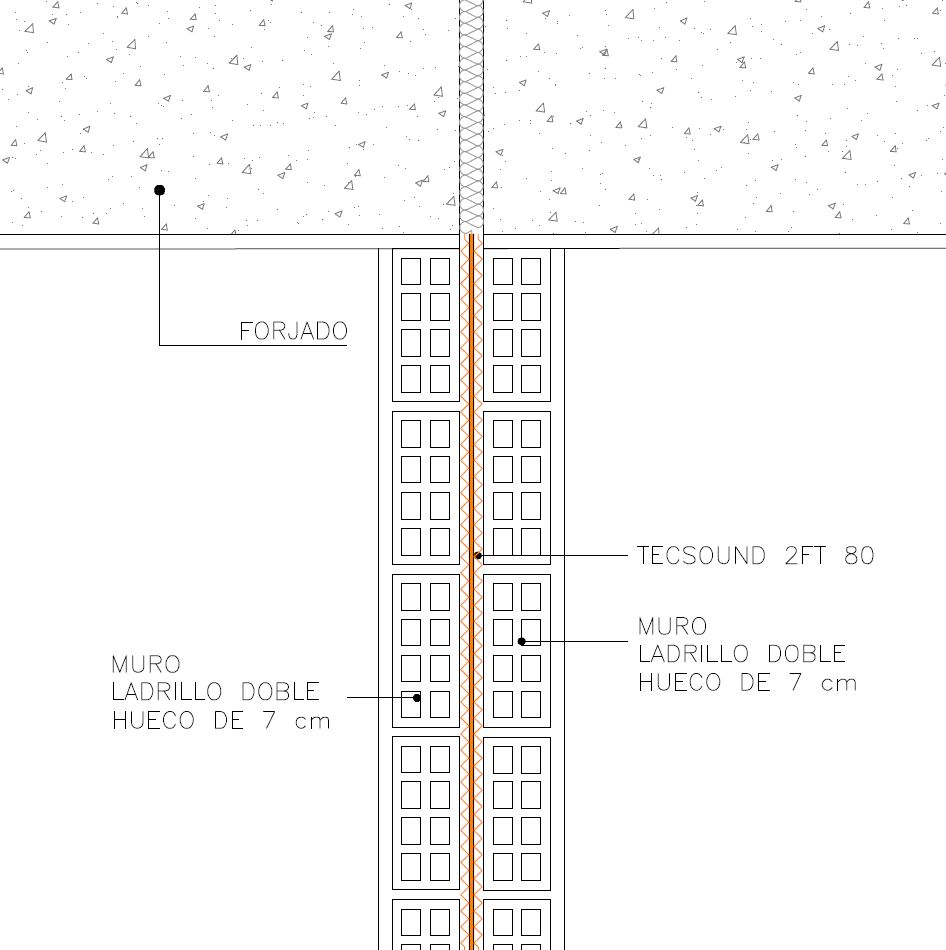 FORJADO
TECSOUND 2FT 80
MURO
LADRILLO DOBLE
HUECO DE 7 cm
MURO
LADRILLO DOBLE
HUECO DE 7 cm